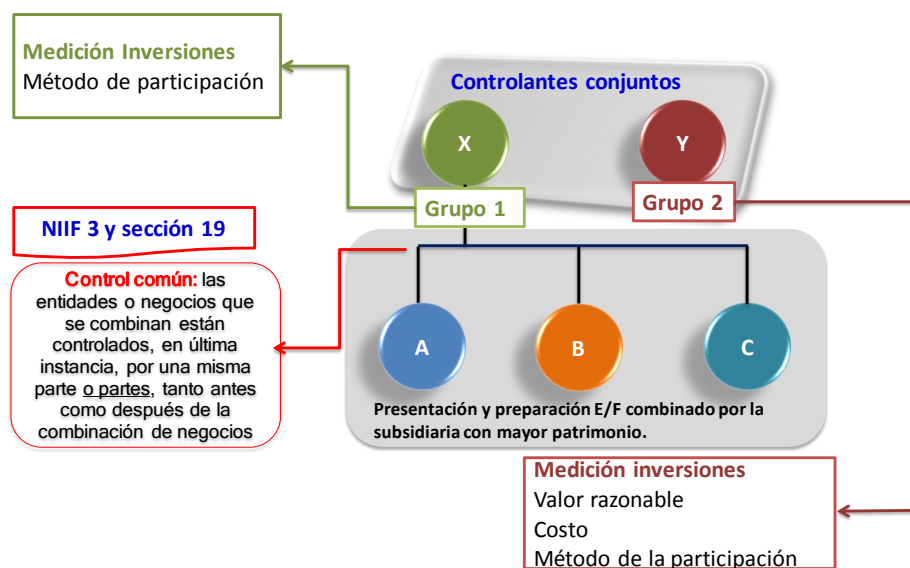 Medición Inversiones
Método de participación
Controlantes conjuntos
X
Y
Grupo 1
Grupo 2
NIIF 3 y sección 19
Control común: las
entidades o negocios que
se combinan están
controlados, en última
instancia, por una misma
parte o partes, tanto antes
como después de la
combinación de negocios
A
B
C
Presentación y preparación E/F combinado por la
subsidiaria con mayor patrimonio.
Medición inversiones
Valor razonable
Costo
Método de la participación